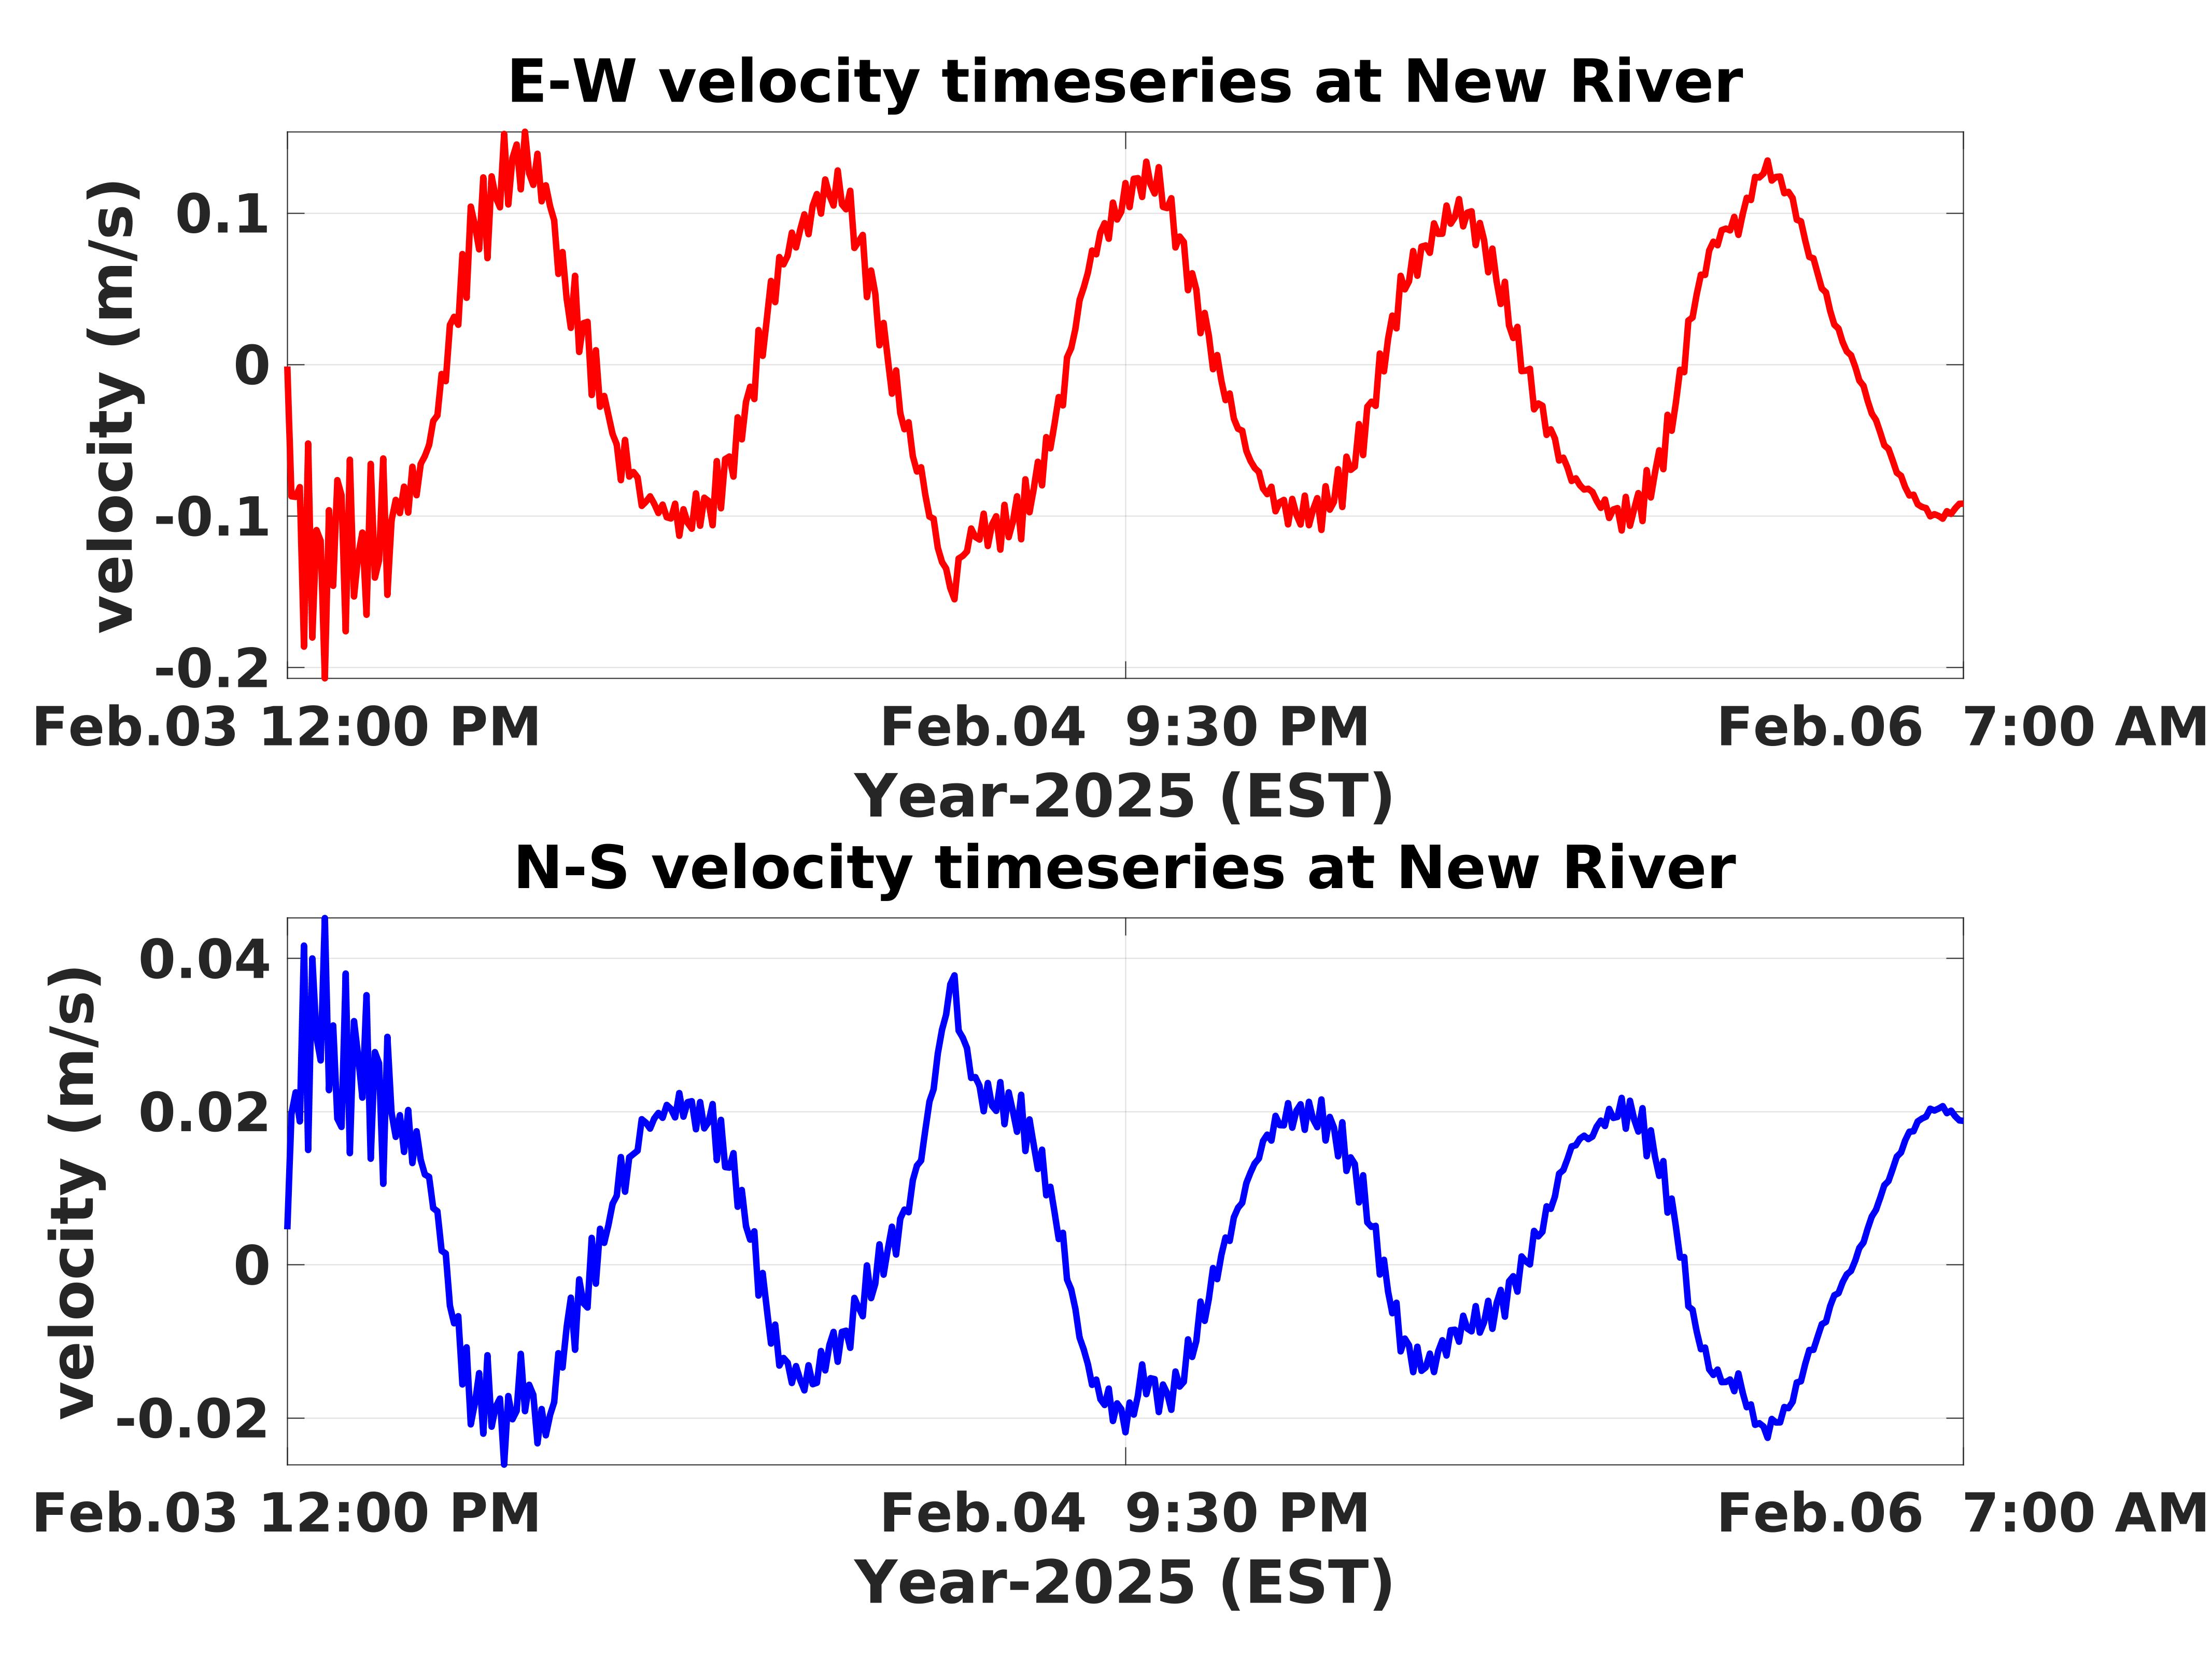 E-W velocity timeseries at New River
velocity (m/s)
0.1
0
-0.1
-0.2
Feb.03 12:00 PM Feb.04 9:30 PM Feb.06 7:00 AM
Year-2025 (EST)
N-S velocity timeseries at New River
velocity (m/s)
0.04
0.02
0
-0.02
Feb.03 12:00 PM Feb.04 9:30 PM Feb.06 7:00 AM
Year-2025 (EST)